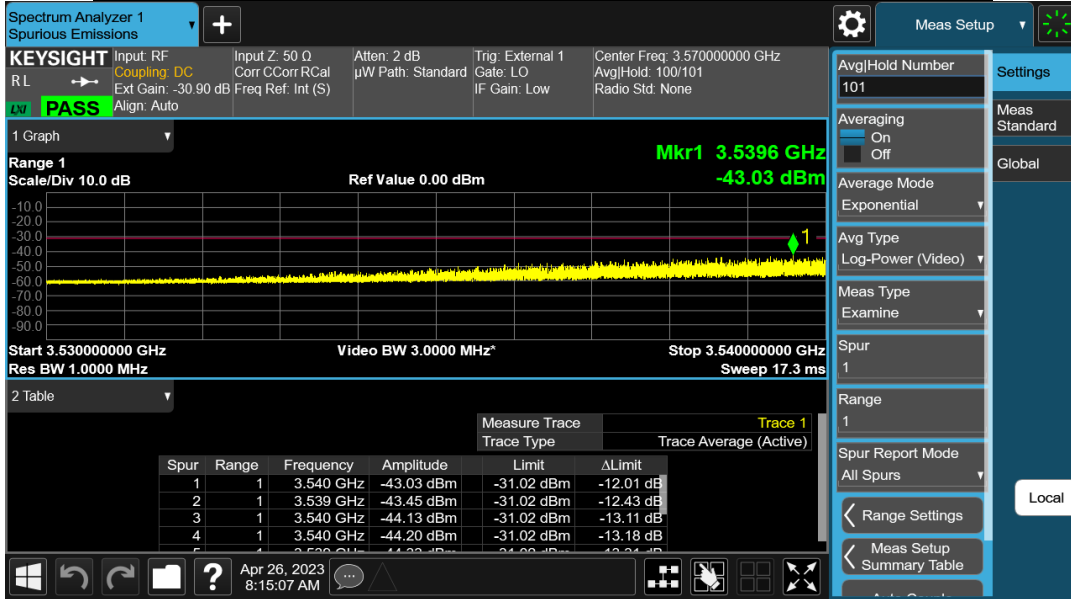 Spectrum Analyzer 1
Spurious Emissions
Meas Setup
KEYSIGHT
RL
LXI PASS
Input: RF
Coupling: DC
Ext Gain: -30.90 dB
Align: Auto
Input Z: 50 Ω
Corr CCorr RCal
Freq Ref: Int (S)
Atten: 2 dB
µW Path: Standard
Trig: External 1
Gate: LO
IF Gain: Low
Center Freq: 3.570000000 GHz
Avg|Hold: 100/101
Radio Std: None
1 Graph
Range 1
Scale/Div 10.0 dB
Ref Value 0.00 dBm
Mkr1 3.5396 GHz
-43.03 dBm
-10.0
-20.0
-30.0
-40.0
-50.0
-60.0
-70.0
-80.0
-90.0
1
Start 3.530000000 GHz
Video BW 3.0000 MHz*
Stop 3.540000000 GHz
Res BW 1.0000 MHz
Sweep 17.3 ms
2 Table
Measure Trace Trace 1
Trace Type Trace Average (Active)
Spur Range Frequency Amplitude Limit ΔLimit
1 1 3.540 GHz -43.03 dBm -31.02 dBm -12.01 dB
2 1 3.539 GHz -43.45 dBm -31.02 dBm -12.43 dB
3 1 3.540 GHz -44.13 dBm -31.02 dBm -13.11 dB
4 1 3.540 GHz -44.20 dBm -31.02 dBm -13.18 dB
Apr 26, 2023
8:15:07 AM
Avg|Hold Number
101
Averaging
On
Off
Average Mode
Exponential
Avg Type
Log-Power (Video)
Meas Type
Examine
Spur
1
Range
1
Spur Report Mode
All Spurs
Range Settings
Meas Setup
Summary Table
Settings
Meas
Standard
Global
Local